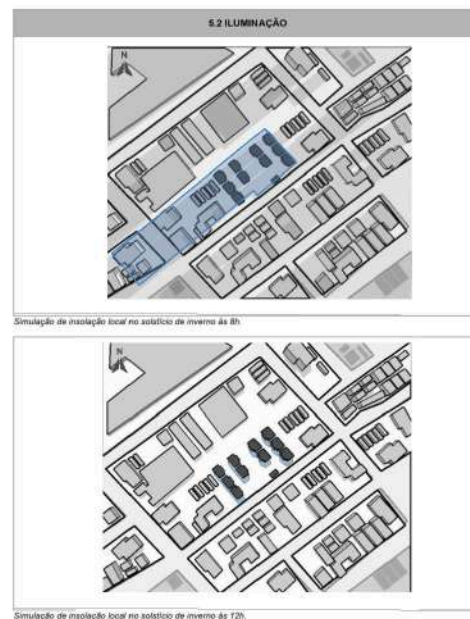 5.2 ILUMINAÇÃO
N
Simulação de insolação local no solstício de inverno às 8h.
N
Simulação de insolação local no solstício de inverno às 12h.